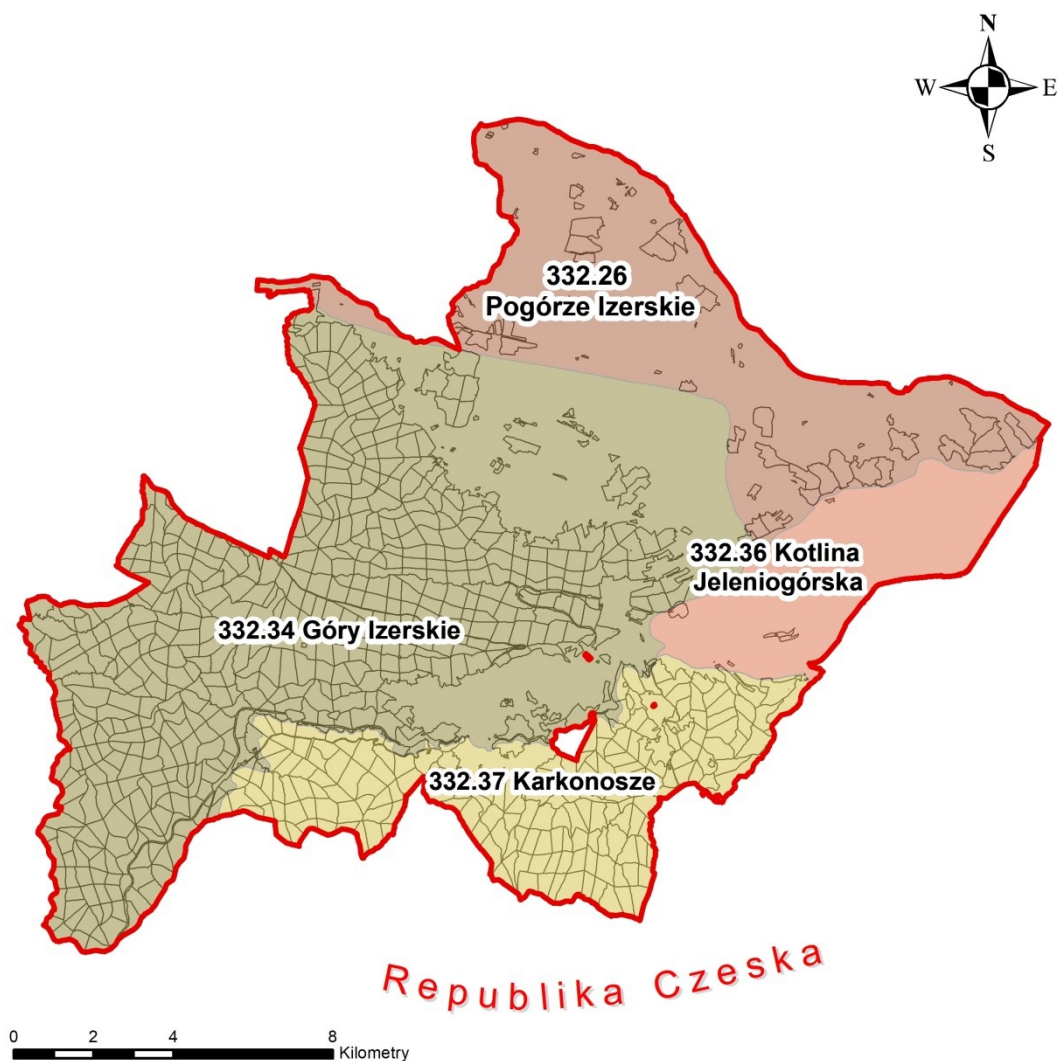 N
W E
S
332.26
Pogórze Izerskie
332.36 Kotlina
Jeleniogórska
332.34 Góry Izerskie
332.37 Karkonosze
Republika Czeska
0 2 4 8
Kilometry